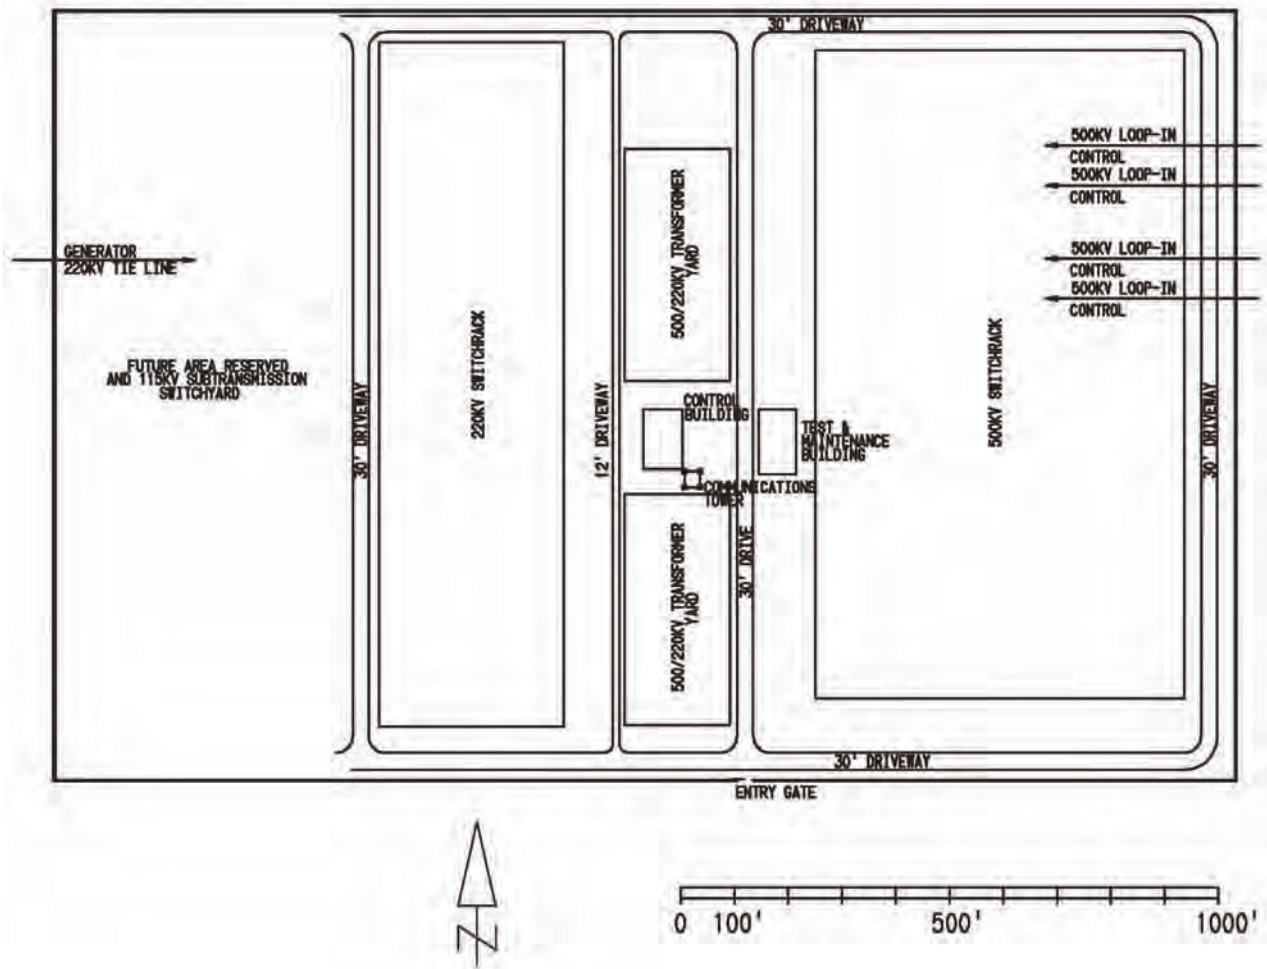 30' DRIVEWAY
500KV LOOP-IN
CONTROL
500KV LOOP-IN
CONTROL
GENERATOR
220KV TIE LINE
500KV LOOP-IN
CONTROL
500KV LOOP-IN
CONTROL
500/220KV TRANSFORMER
YARD
FUTURE AREA RESERVED
AND 115KV SUBTRANSMISSION
SWITCHYARD
30' DRIVEWAY
220KV SWITCHRACK
12' DRIVEWAY
CONTROL
BUILDING
TEST &
MAINTENANCE
BUILDING
500KV SWITCHRACK
30' DRIVEWAY
COMMUNICATIONS
TOWER
500/220KV TRANSFORMER
YARD
30' DRIVE
30' DRIVEWAY
ENTRY GATE
N
0 100' 500' 1000'